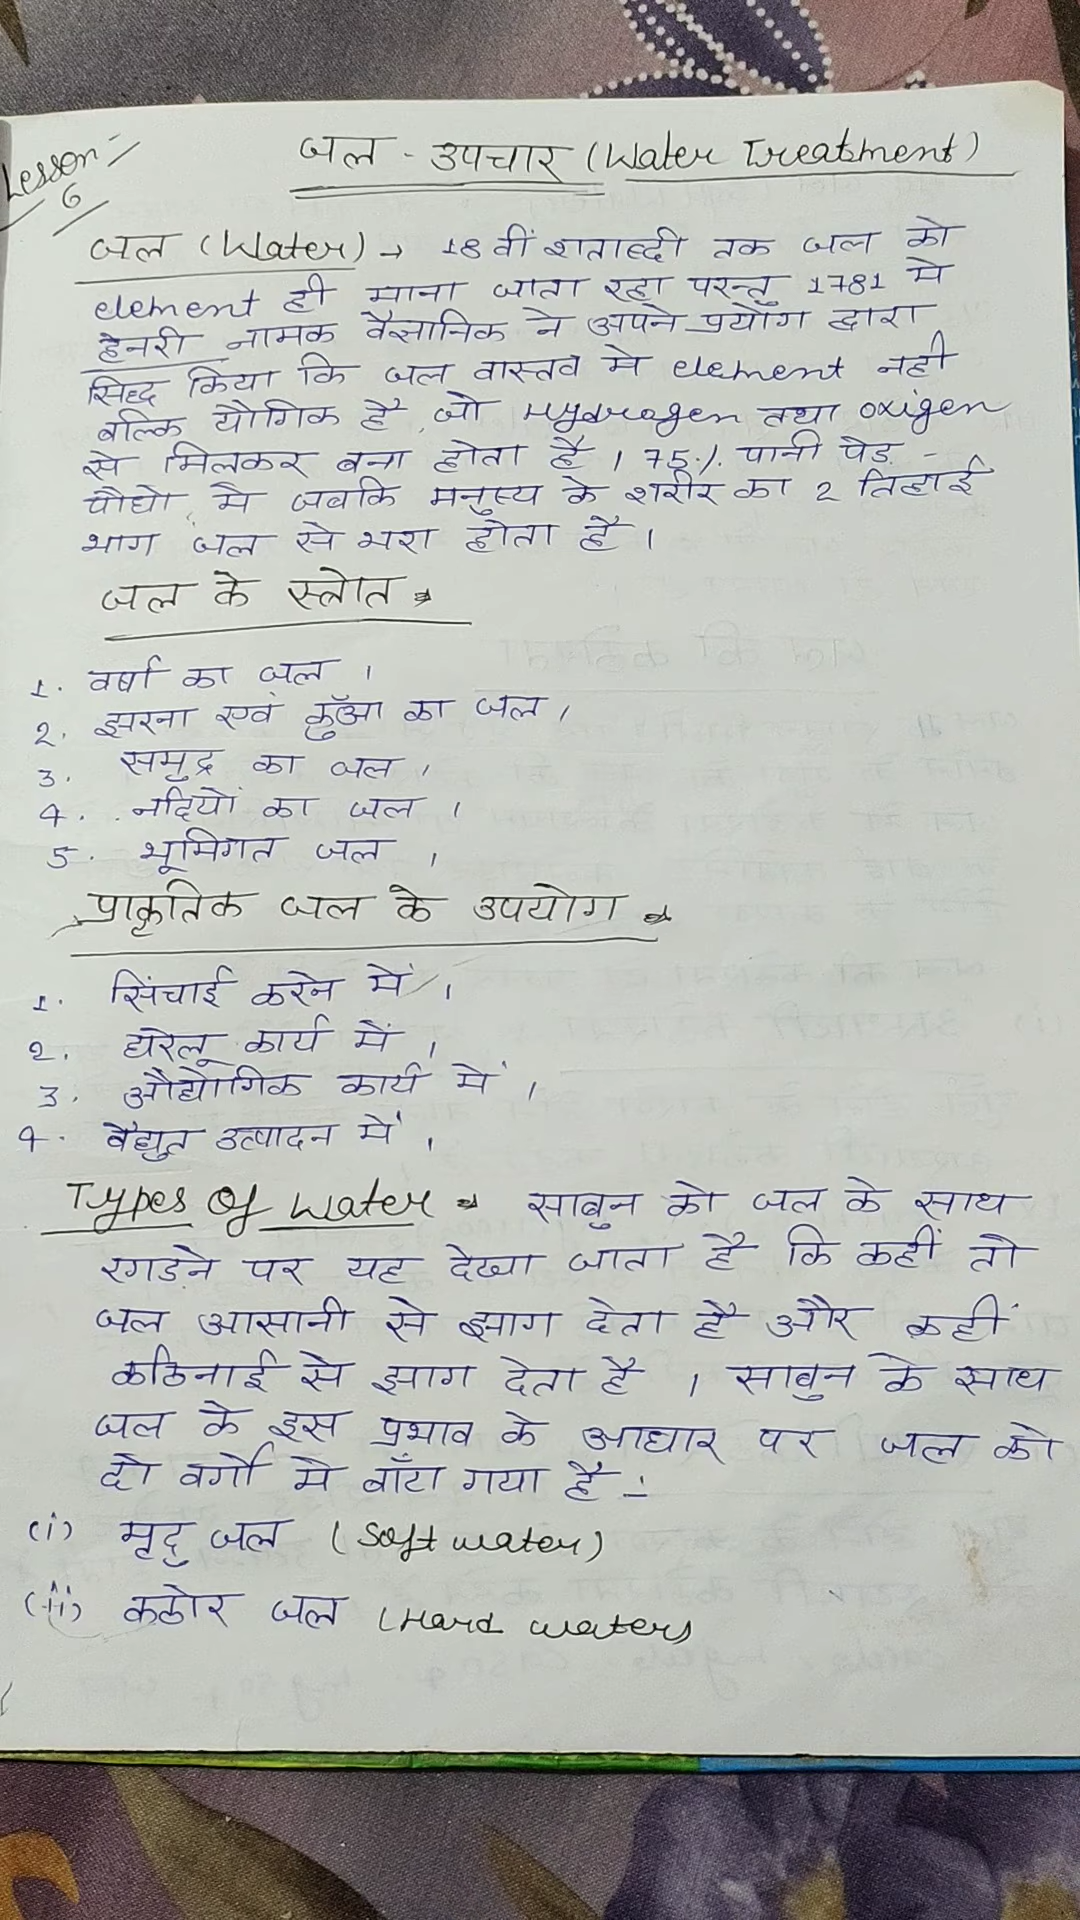 Lesson:-
6
जल - उपचार (Water Treatment)
जल (Water) → 18 वीं शताब्दी तक जल को
element ही माना जाता रहा परन्तु 1781 मे
हेनरी नामक वैज्ञानिक ने अपने प्रयोग द्वारा
सिद्ध किया कि जल वास्तव मे element नही
बल्कि यौगिक है, जो Hydrogen तथा oxigen
से मिलकर बना होता है । 75% पानी पेड़ -
पौधो मै जबकि मनुष्य के शरीर का 2 तिहाई
भाग जल से भरा होता है ।
जल के स्त्रोत →
1. वर्षा का जल ।
2. झरना एवं कुँआ का जल ।
3. समुद्र का जल ।
4. नदियों का जल ।
5. भूमिगत जल ।
प्राकृतिक जल के उपयोग →
1. सिंचाई करने में ।
2. घरेलू कार्य में ।
3. औद्योगिक कार्य में ।
4. वैद्युत उत्पादन में ।
Types of Water → साबुन को जल के साथ
रगडने पर यह देखा जाता है कि कहीं तो
जल आसानी से झाग देता है और कहीं
कठिनाई से झाग देता है । साबुन के साथ
जल के इस प्रभाव के आधार पर जल को
दो वर्गो मे बाँटा गया है :-
(i) मृदु जल (Soft water)
(ii) कठोर जल (Hard water)